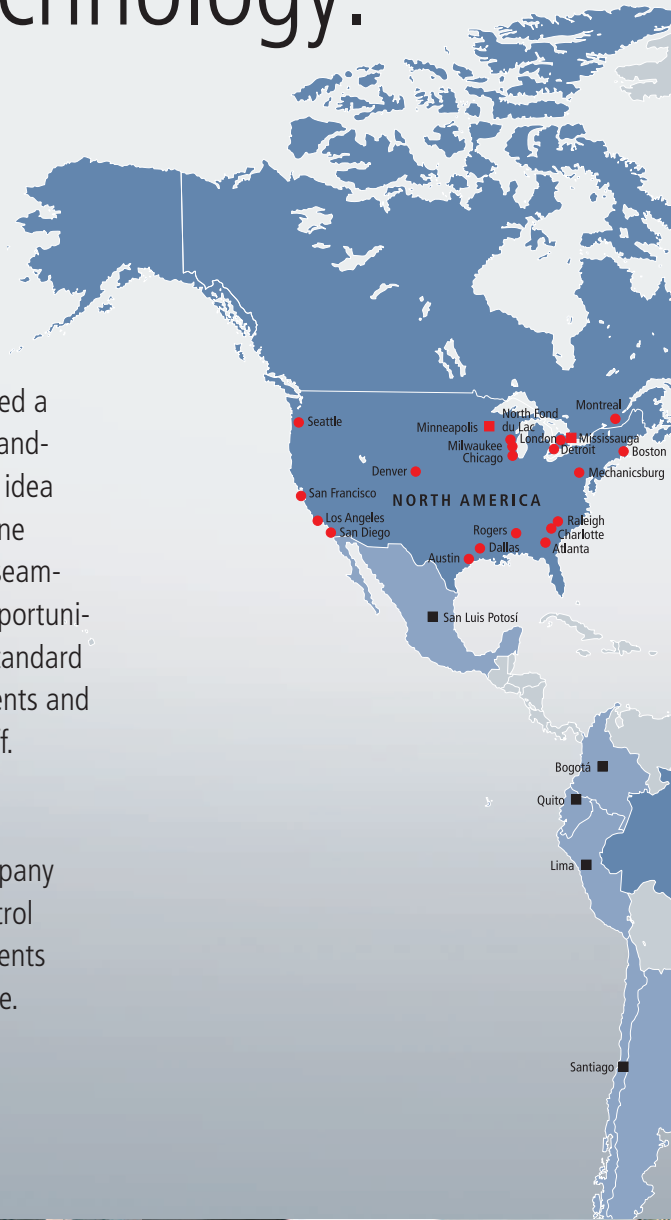 chnology.
ed a
and-
idea
ne
seam-
portuni-
tandard
ents and
f.
pany
trol
ents
e.
Seattle
Minneapolis
North Fond
du Lac
Montreal
Milwaukee
London
Mississauga
Chicago
Detroit
Boston
Denver
Mechanicsburg
San Francisco
NORTH AMERICA
Los Angeles
San Diego
Rogers
Raleigh
Charlotte
Austin
Dallas
Atlanta
San Luis Potosí
Bogotá
Quito
Lima
Santiago